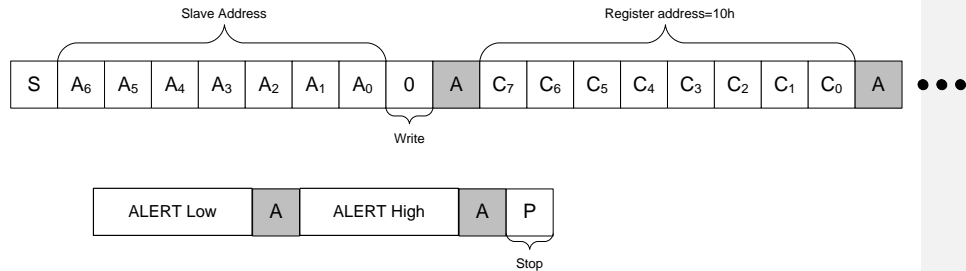 Slave Address Register address=10h
S A₆ A₅ A₄ A₃ A₂ A₁ A₀ 0 A C₇ C₆ C₅ C₄ C₃ C₂ C₁ C₀ A
Write
ALERT Low A ALERT High A P
Stop